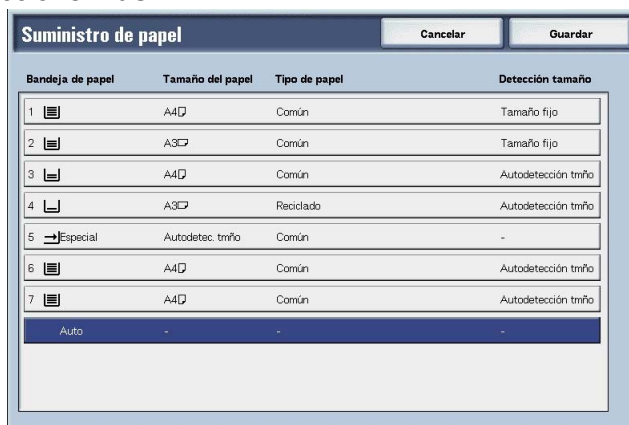 Suministro de papel Cancelar Guardar
Bandeja de papel Tamaño del papel Tipo de papel Detección tamaño
1 A4 Común Tamaño fijo
2 A3 Común Tamaño fijo
3 A4 Común Autodetección tmño
4 A3 Reciclado Autodetección tmño
5 Especial Autodetec. tmño Común -
6 A4 Común Autodetección tmño
7 A4 Común Autodetección tmño
Auto - - -